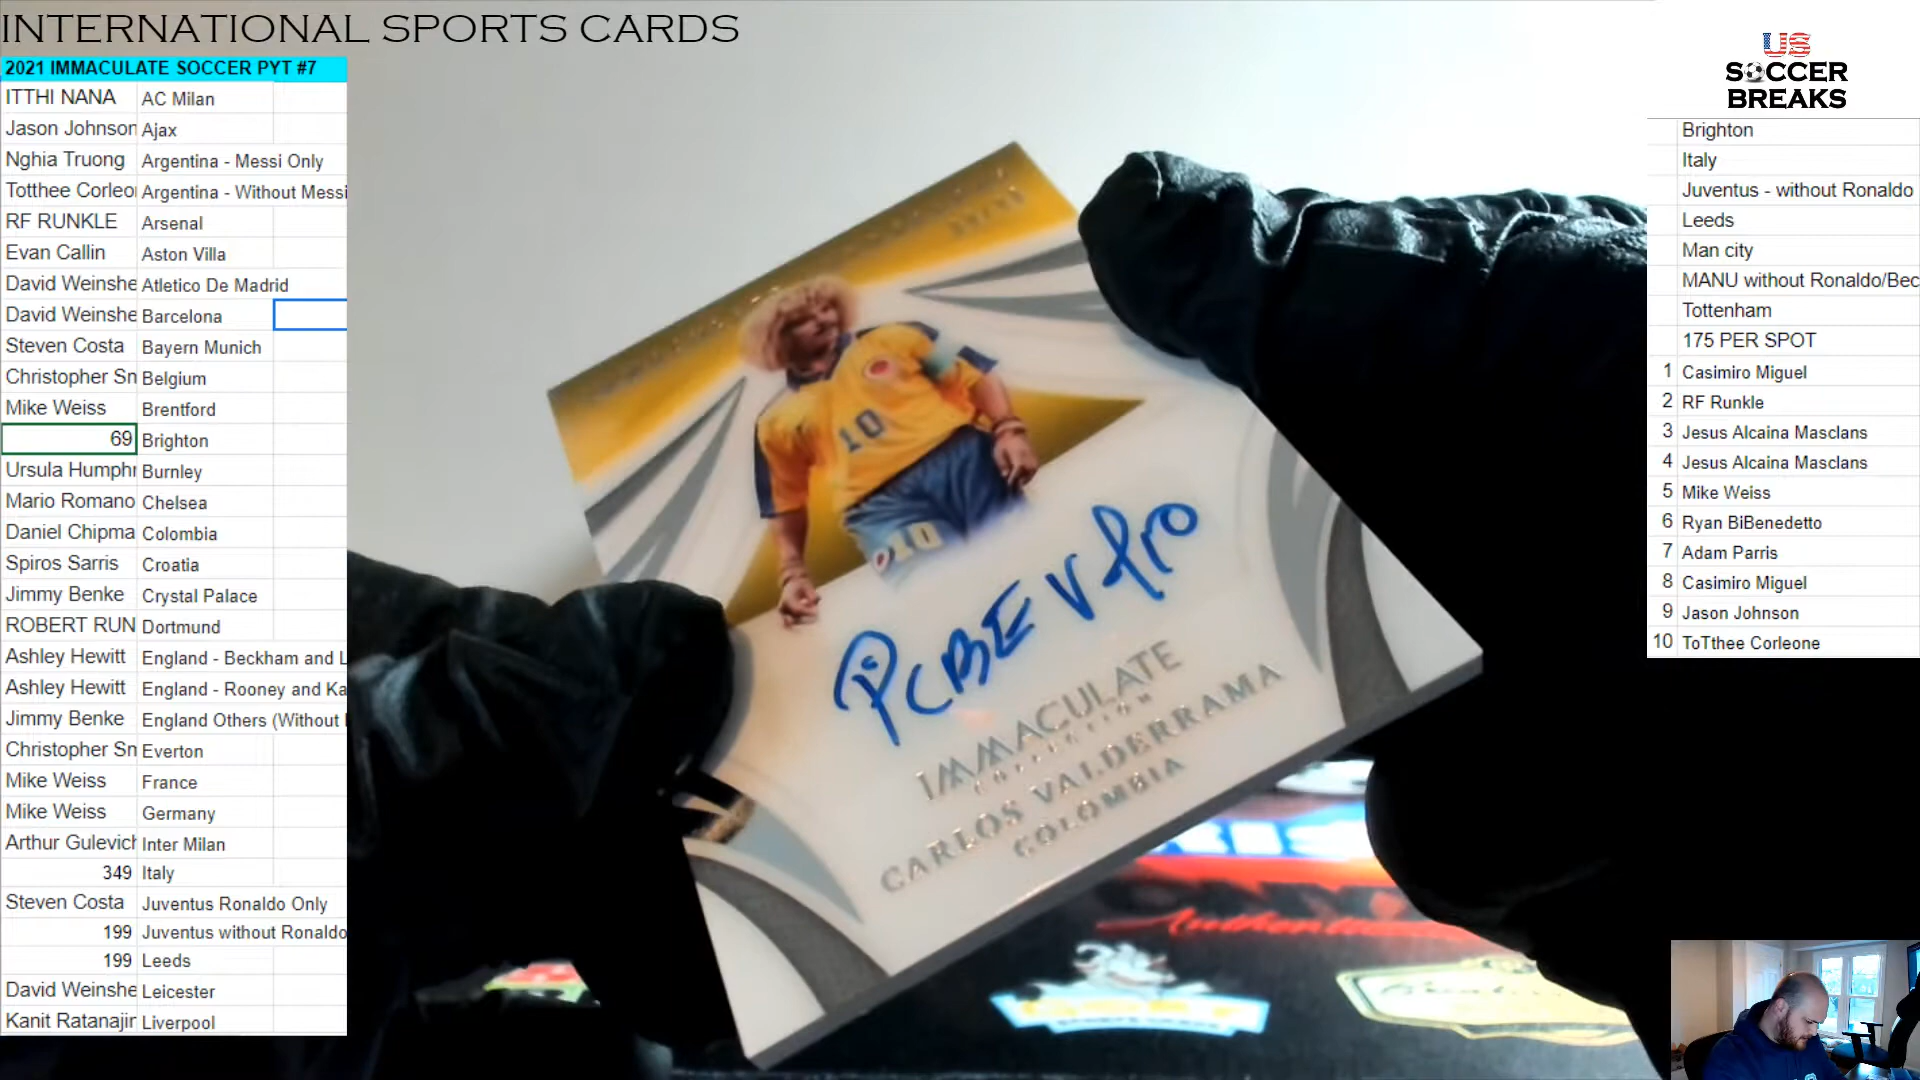 INTERNATIONAL SPORTS CARDS
2021 IMMACULATE SOCCER PYT #7
ITTHI NANA AC Milan
Jason Johnson Ajax
Nghia Truong Argentina - Messi Only
Totthee Corleo Argentina - Without Messi
RF RUNKLE Arsenal
Evan Callin Aston Villa
David Weinshe Atletico De Madrid
David Weinshe Barcelona
Steven Costa Bayern Munich
Christopher Sn Belgium
Mike Weiss Brentford
69 Brighton
Ursula Humphr Burnley
Mario Romano Chelsea
Daniel Chipma Colombia
Spiros Sarris Croatia
Jimmy Benke Crystal Palace
ROBERT RUN Dortmund
Ashley Hewitt England - Beckham and L
Ashley Hewitt England - Rooney and Ka
Jimmy Benke England Others (Without
Christopher Sn Everton
Mike Weiss France
Mike Weiss Germany
Arthur Gulevich Inter Milan
349 Italy
Steven Costa Juventus Ronaldo Only
199 Juventus without Ronaldo
199 Leeds
David Weinshe Leicester
Kanit Ratanajir Liverpool
10
10
IMMACULATE
COLLECTION
CARLOS VALDERRAMA
COLOMBIA
US
SOCCER
BREAKS
Brighton
Italy
Juventus - without Ronaldo
Leeds
Man city
MANU without Ronaldo/Bec
Tottenham
175 PER SPOT
1 Casimiro Miguel
2 RF Runkle
3 Jesus Alcaina Masclans
4 Jesus Alcaina Masclans
5 Mike Weiss
6 Ryan BiBenedetto
7 Adam Parris
8 Casimiro Miguel
9 Jason Johnson
10 ToTthee Corleone